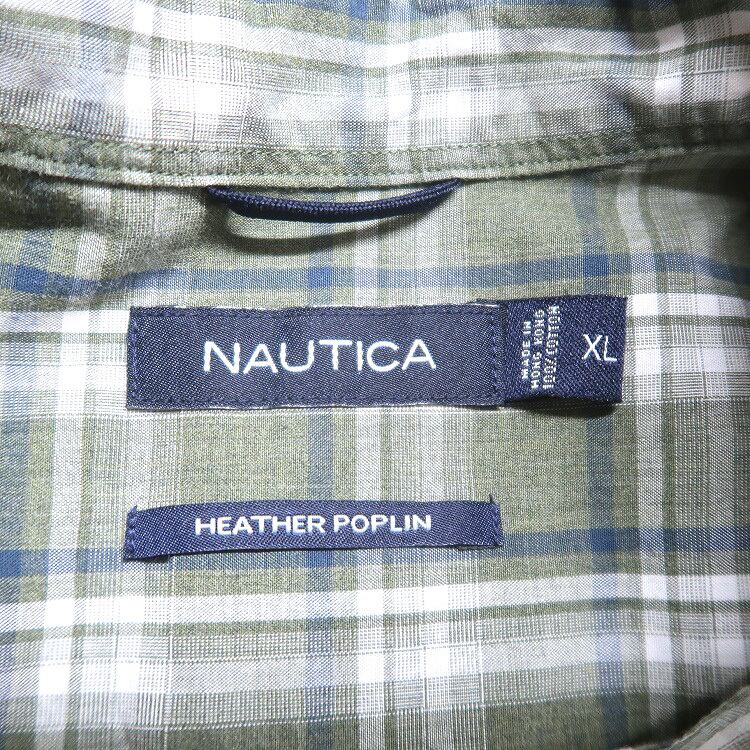 NAUTICA
MADE IN
HONG KONG
100% COTTON
XL
HEATHER POPLIN